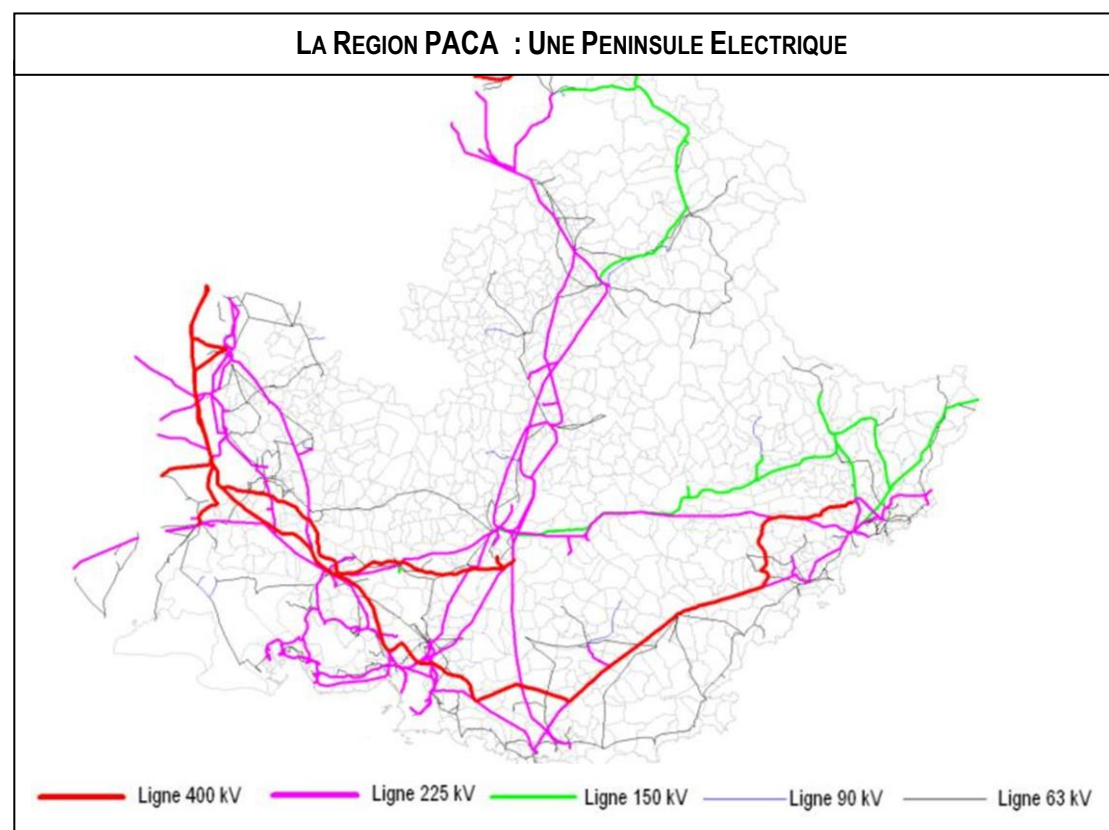 LA REGION PACA : UNE PENINSULE ELECTRIQUE
Ligne 400 kV Ligne 225 kV Ligne 150 kV Ligne 90 kV Ligne 63 kV